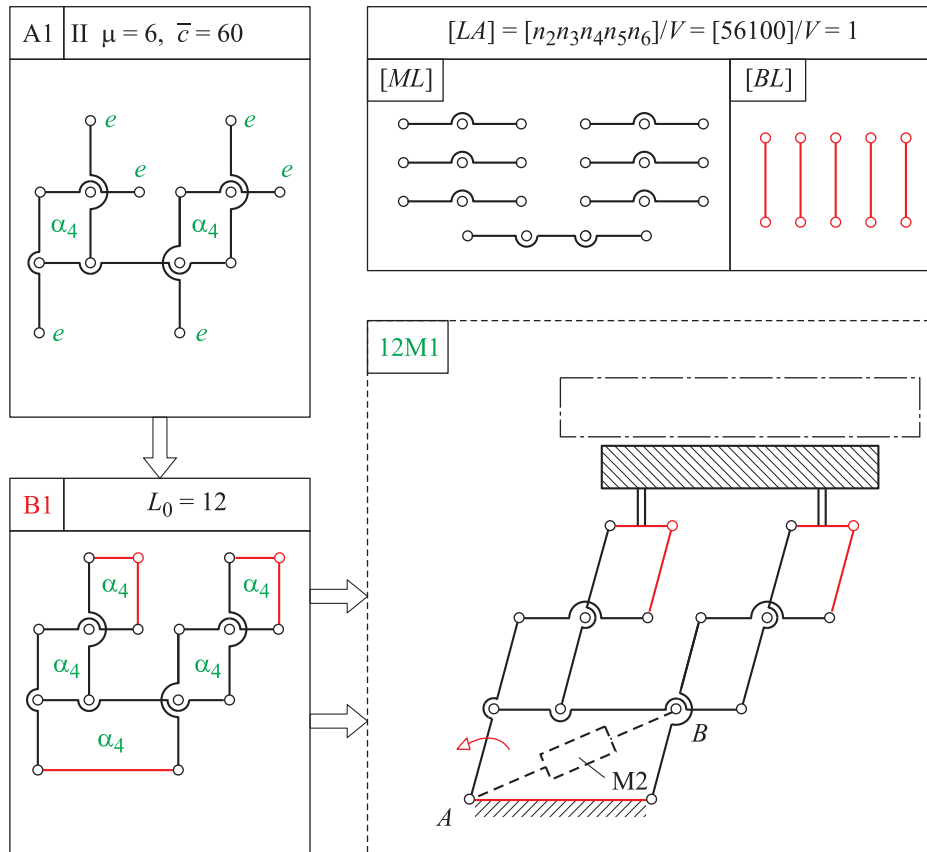 A1 II μ = 6, c̅ = 60
e e
e e
α₄ α₄
e e
[LA] = [n₂n₃n₄n₅n₆]/V = [56100]/V = 1
[ML] [BL]
B1 L₀ = 12
α₄ α₄
α₄ α₄
α₄
12M1
B
M2
A